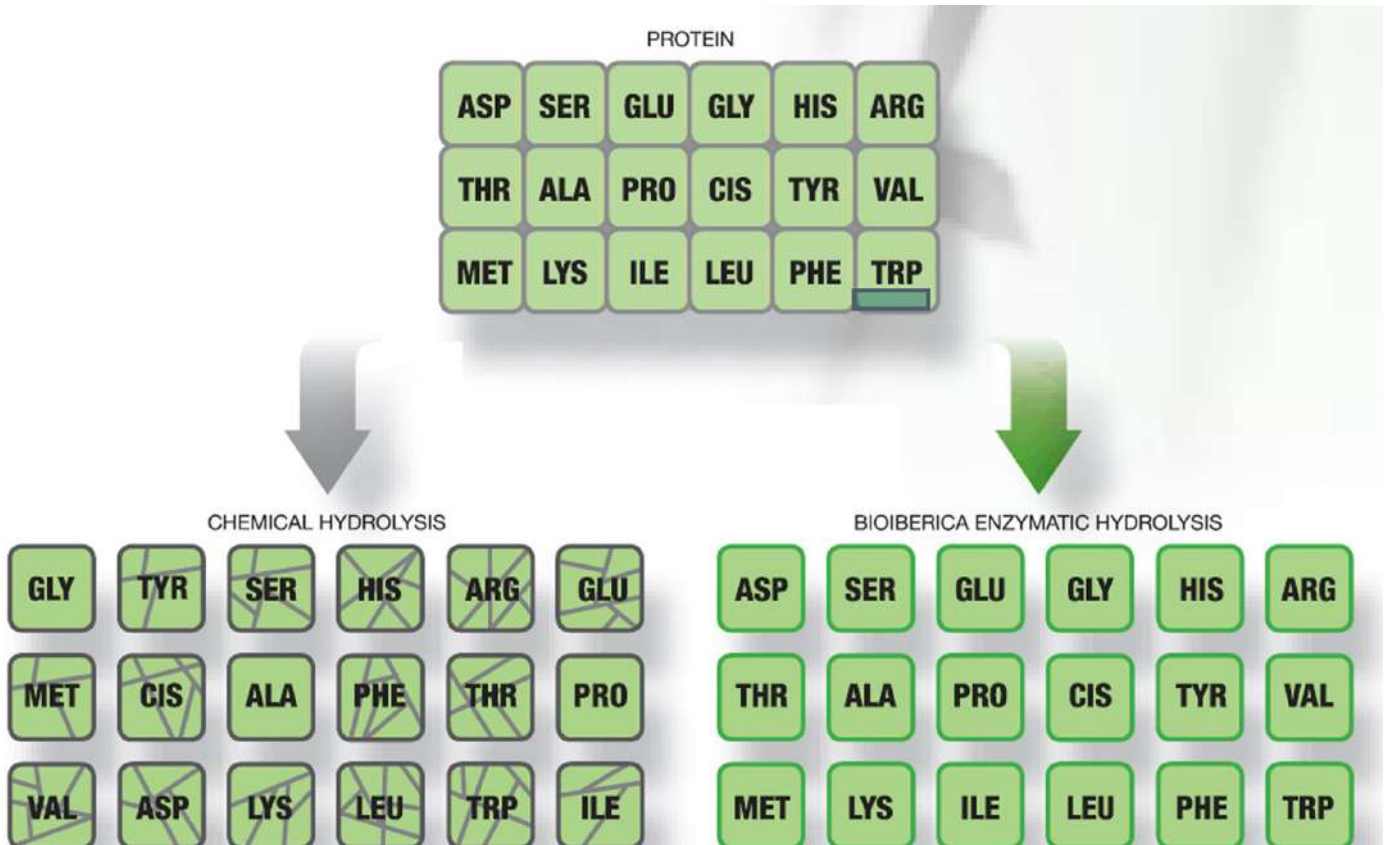 PROTEIN
ASP SER GLU GLY HIS ARG
THR ALA PRO CIS TYR VAL
MET LYS ILE LEU PHE TRP
CHEMICAL HYDROLYSIS
GLY TYR SER HIS ARG GLU
MET CIS ALA PHE THR PRO
VAL ASP LYS LEU TRP ILE
BIOIBERICA ENZYMATIC HYDROLYSIS
ASP SER GLU GLY HIS ARG
THR ALA PRO CIS TYR VAL
MET LYS ILE LEU PHE TRP